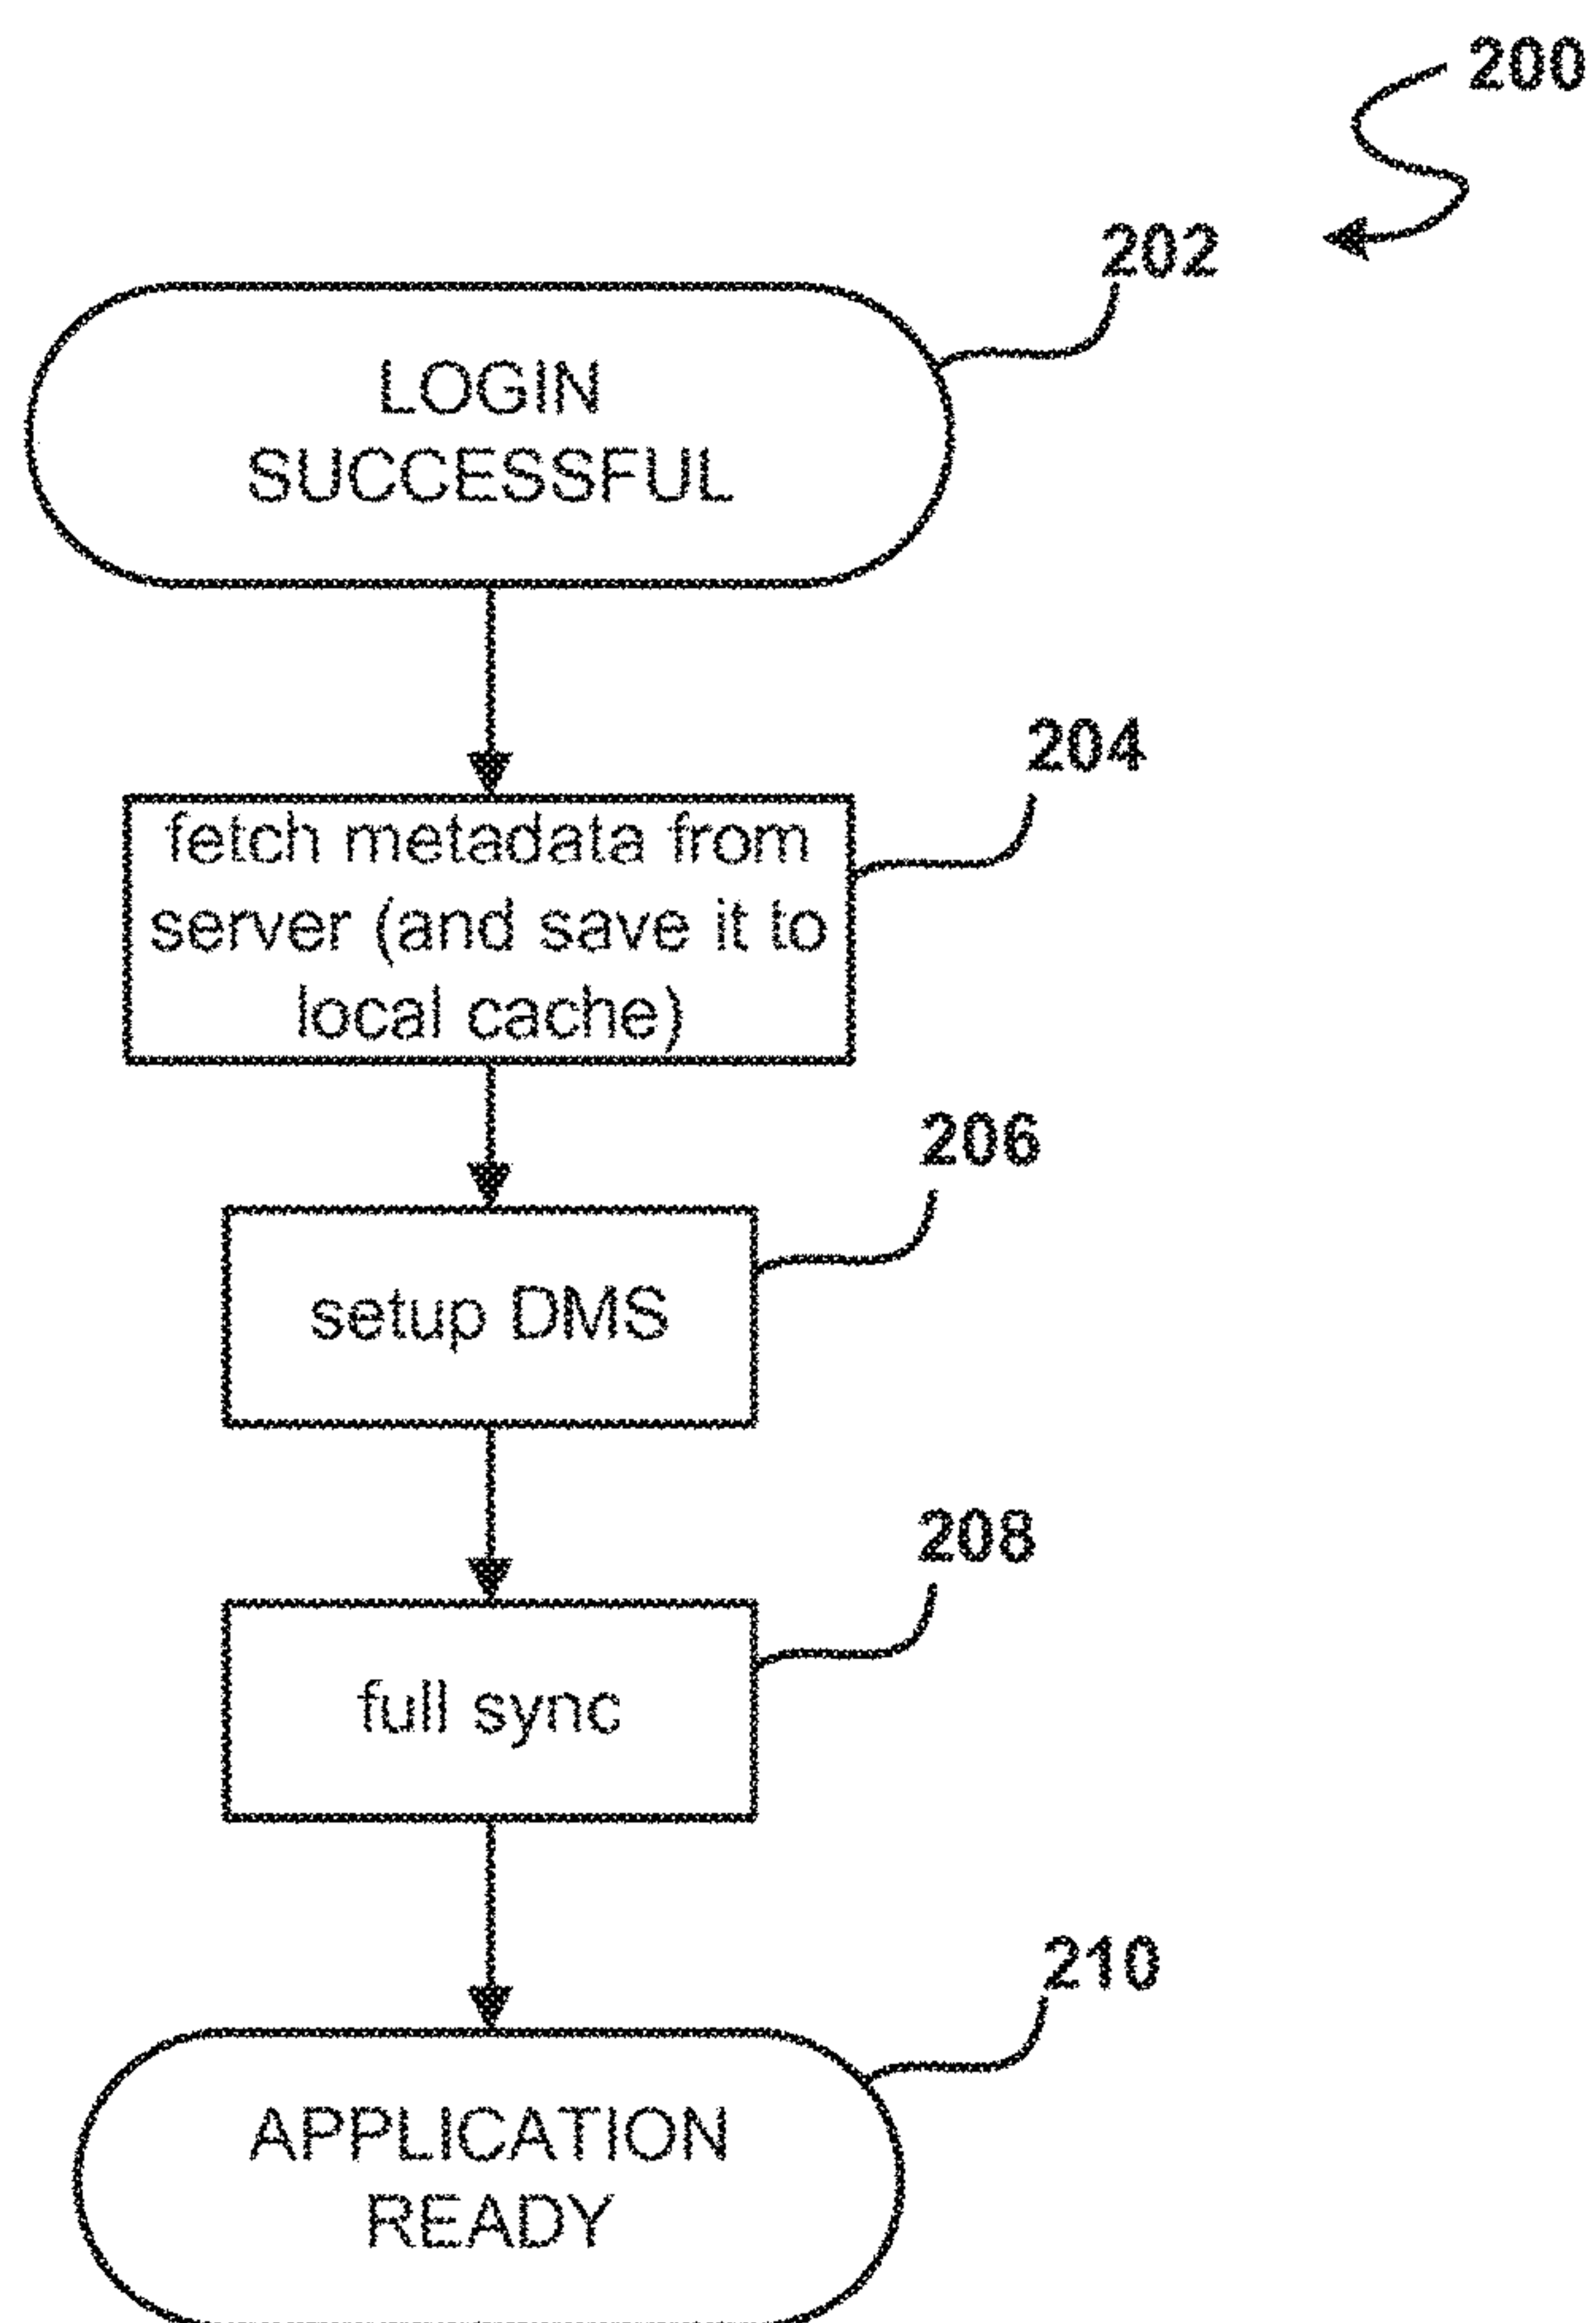 200
202
LOGIN
SUCCESSFUL
204
fetch metadata from
server (and save it to
local cache)
206
setup DMS
208
full sync
210
APPLICATION
READY